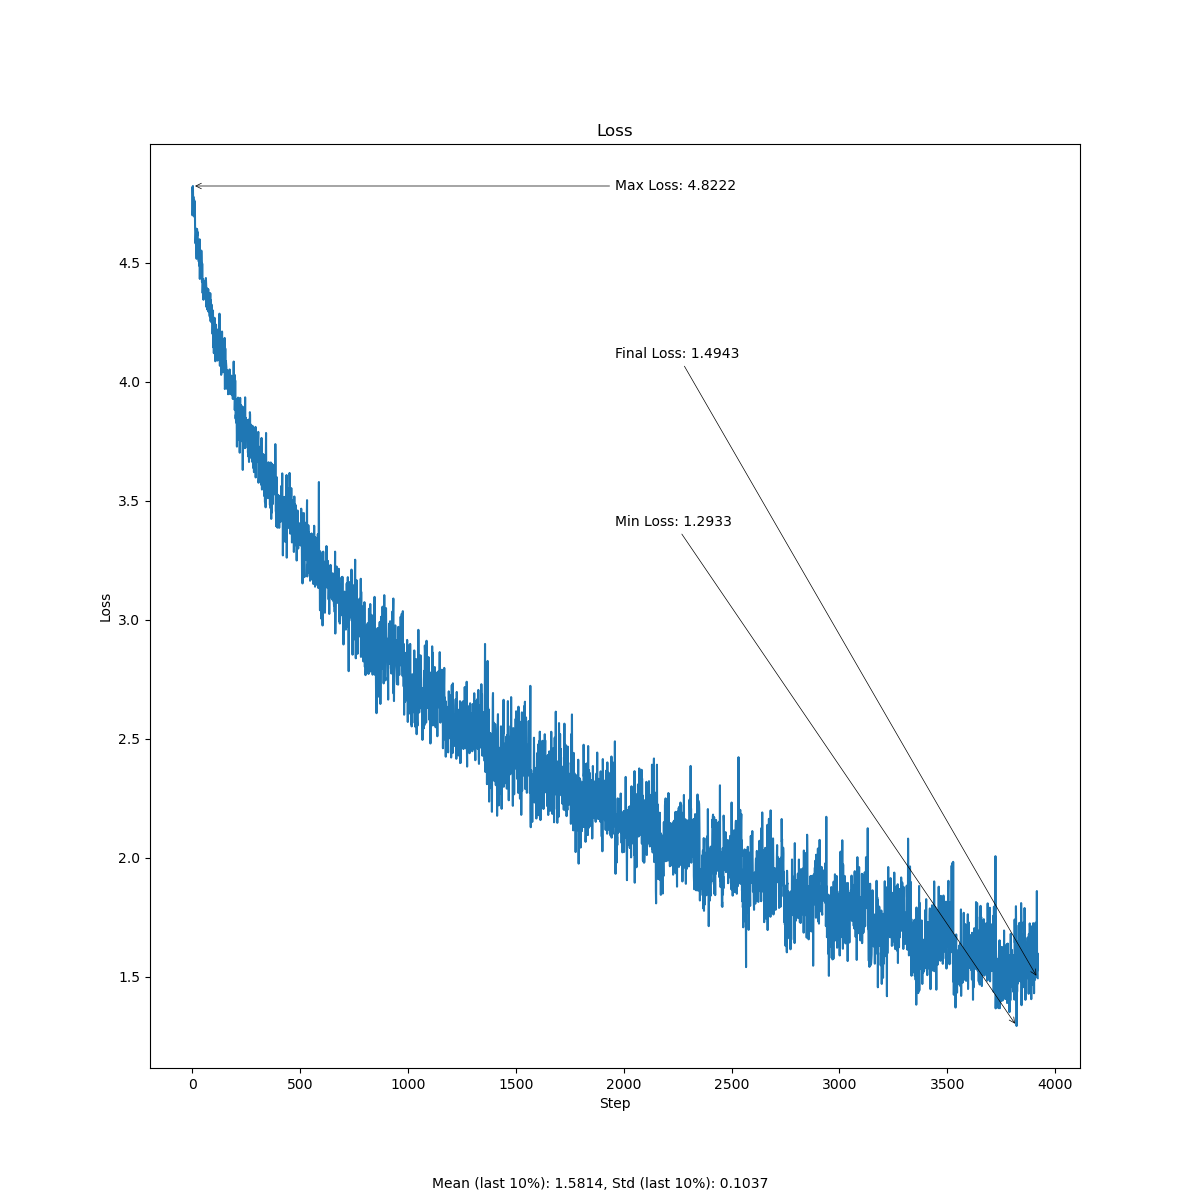 Loss
Max Loss: 4.8222
4.5
Final Loss: 1.4943
4.0
3.5
Min Loss: 1.2933
Loss
3.0
2.5
2.0
1.5
0 500 1000 1500 2000 2500 3000 3500 4000
Step
Mean (last 10%): 1.5814, Std (last 10%): 0.1037